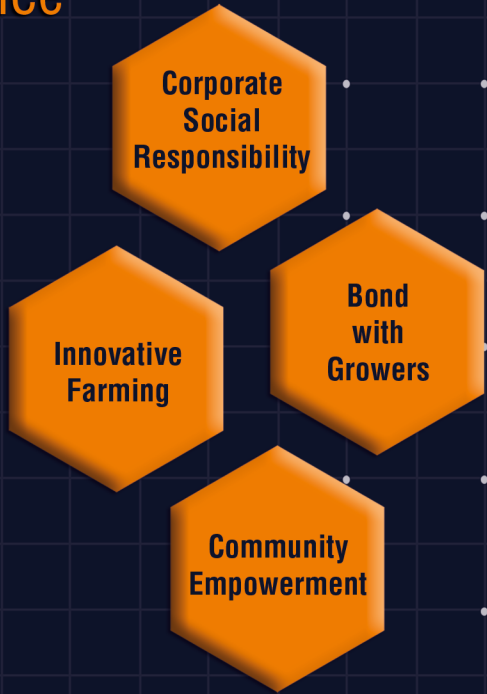 Corporate
Social
Responsibility
Bond
with
Growers
Innovative
Farming
Community
Empowerment